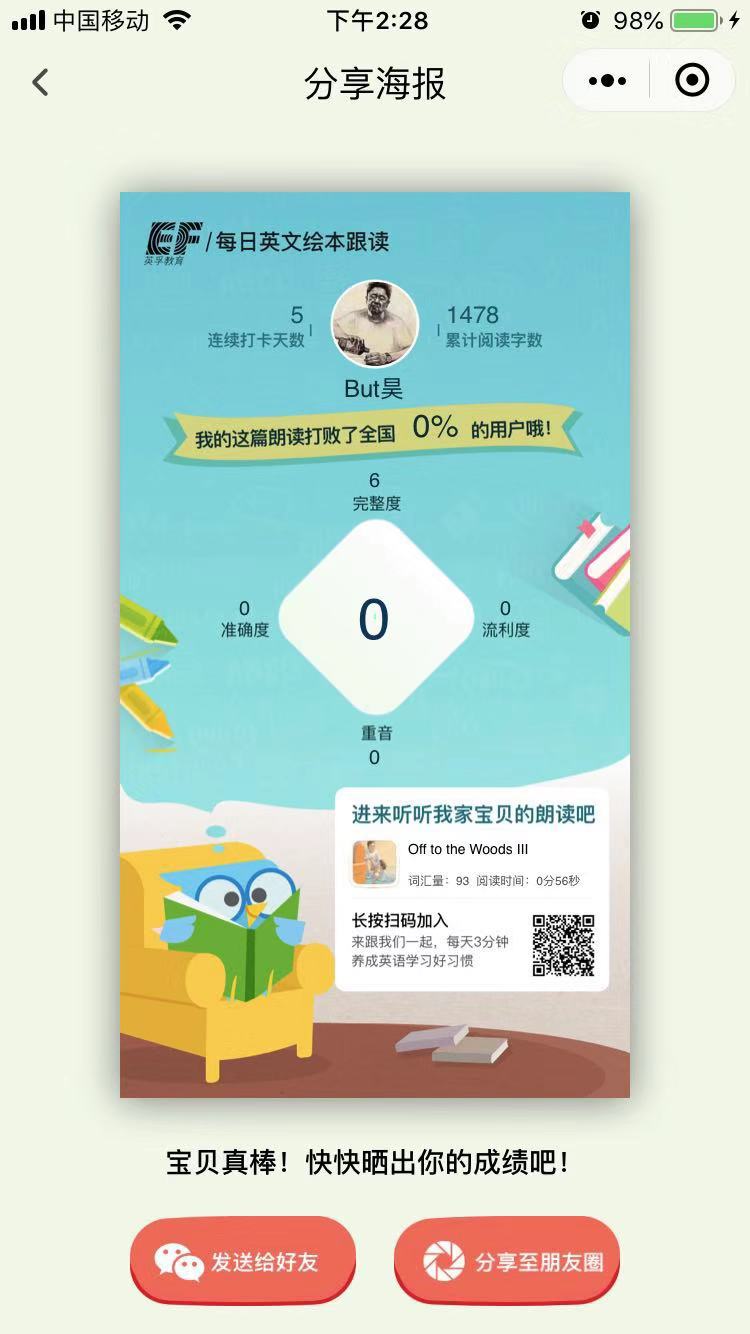 中国移动 下午2:28 98%
分享海报
EF/每日英文绘本跟读
英孚教育
5 1478
连续打卡天数 累计阅读字数
But昊
我的这篇朗读打败了全国 0% 的用户哦！
6
完整度
0 0 0
准确度 流利度
重音
0
进来听听我家宝贝的朗读吧
Off to the Woods III
词汇量：93 阅读时间：0分56秒
长按扫码加入
来跟我们一起，每天3分钟
养成英语学习好习惯
宝贝真棒！快快晒出你的成绩吧！
发送给好友 分享至朋友圈